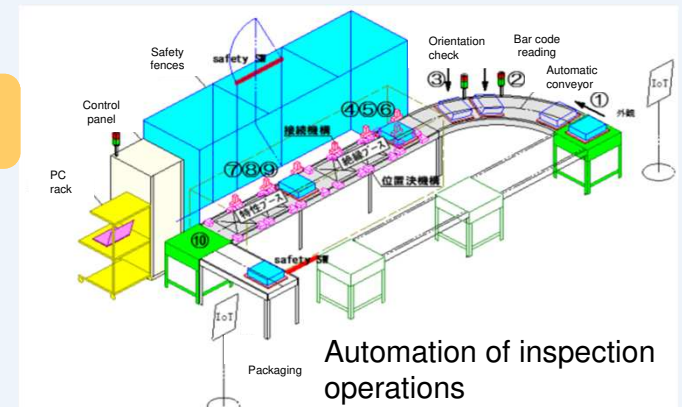 Safety
fences
safety SW
Orientation
check
Bar code
reading
③
②
Automatic
conveyor
①
外観
IoT
Control
panel
④⑤⑥
接続機構
絶縁ブース
⑦⑧⑨
位置決機構
特性ブース
PC
rack
⑩
safety SW
IoT
Packaging
Automation of inspection
operations